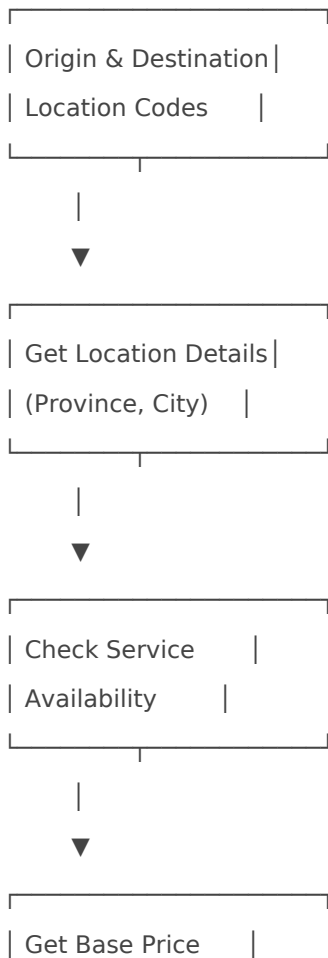 Origin & Destination
Location Codes
Get Location Details
(Province, City)
Check Service
Availability
Get Base Price